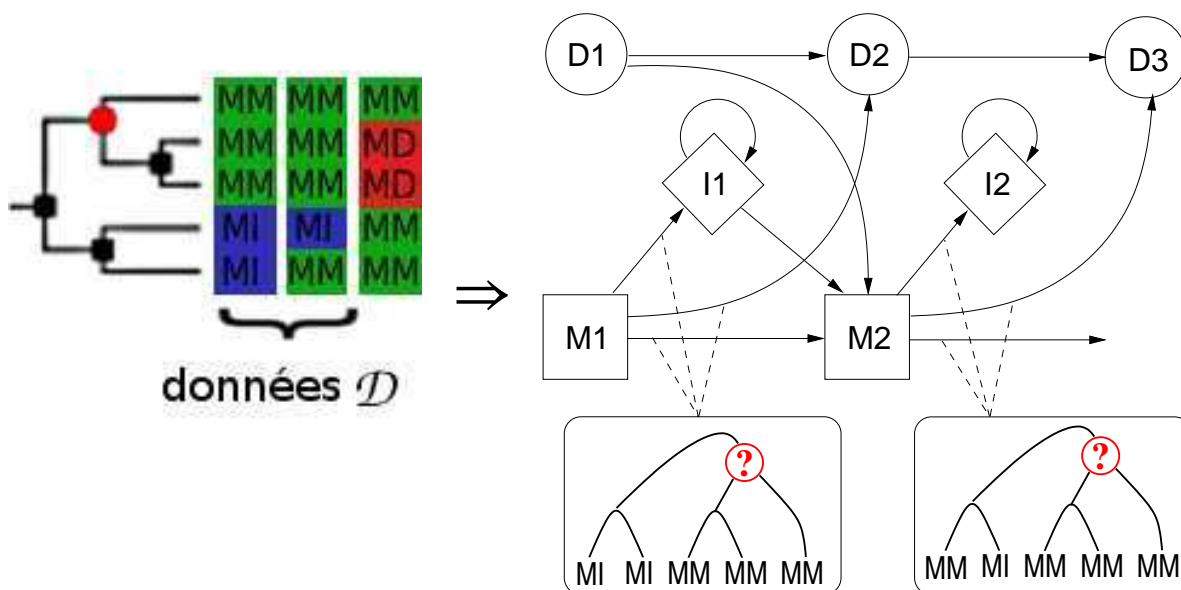 MM MM MM
MM MM MD
MM MM MD
MI MI MM
MI MM MM
données 𝒟
⇒
D1 D2 D3
I1 I2
M1 M2
?
MI MI MM MM MM
?
MM MI MM MM MM